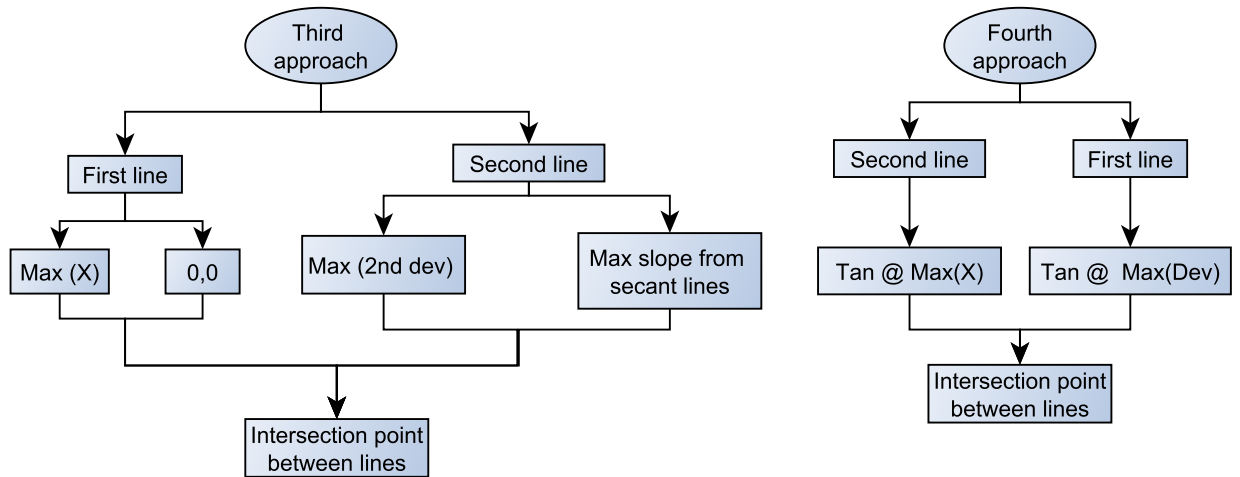 Third
approach
First line
Second line
Max (X)
0,0
Max (2nd dev)
Max slope from
secant lines
Intersection point
between lines
Fourth
approach
Second line
First line
Tan @ Max(X)
Tan @ Max(Dev)
Intersection point
between lines